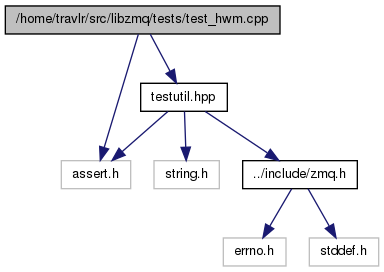 /home/travlr/src/libzmq/tests/test_hwm.cpp
testutil.hpp
assert.h
string.h
../include/zmq.h
errno.h
stddef.h